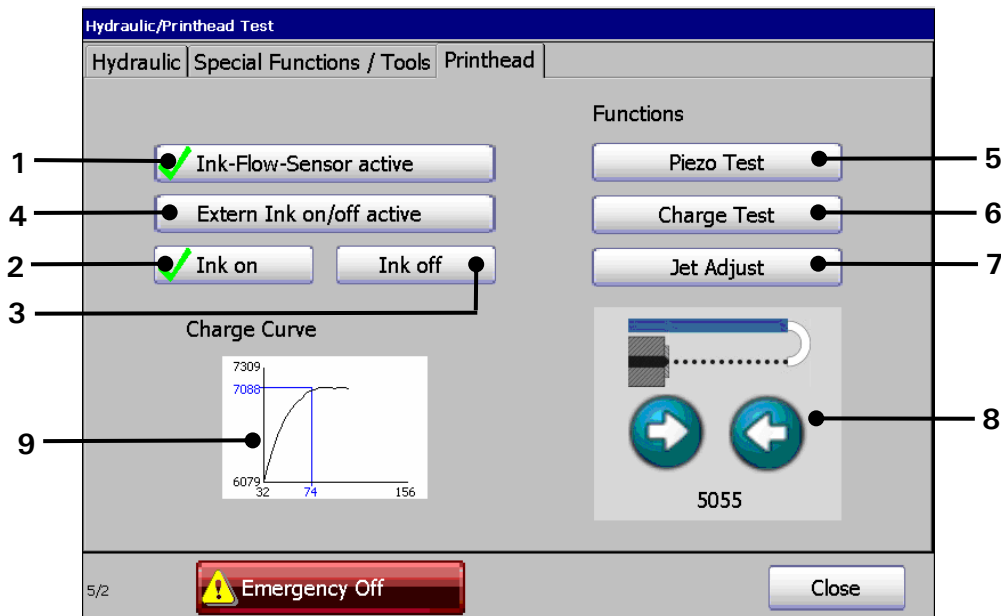 Hydraulic/Printhead Test
Hydraulic Special Functions / Tools Printhead
Functions
1 Ink-Flow-Sensor active Piezo Test 5
4 Extern Ink on/off active Charge Test 6
2 Ink on Ink off Jet Adjust 7
3
Charge Curve
7309
7088
9
8
6079
32 74 156
5055
5/2 Emergency Off Close